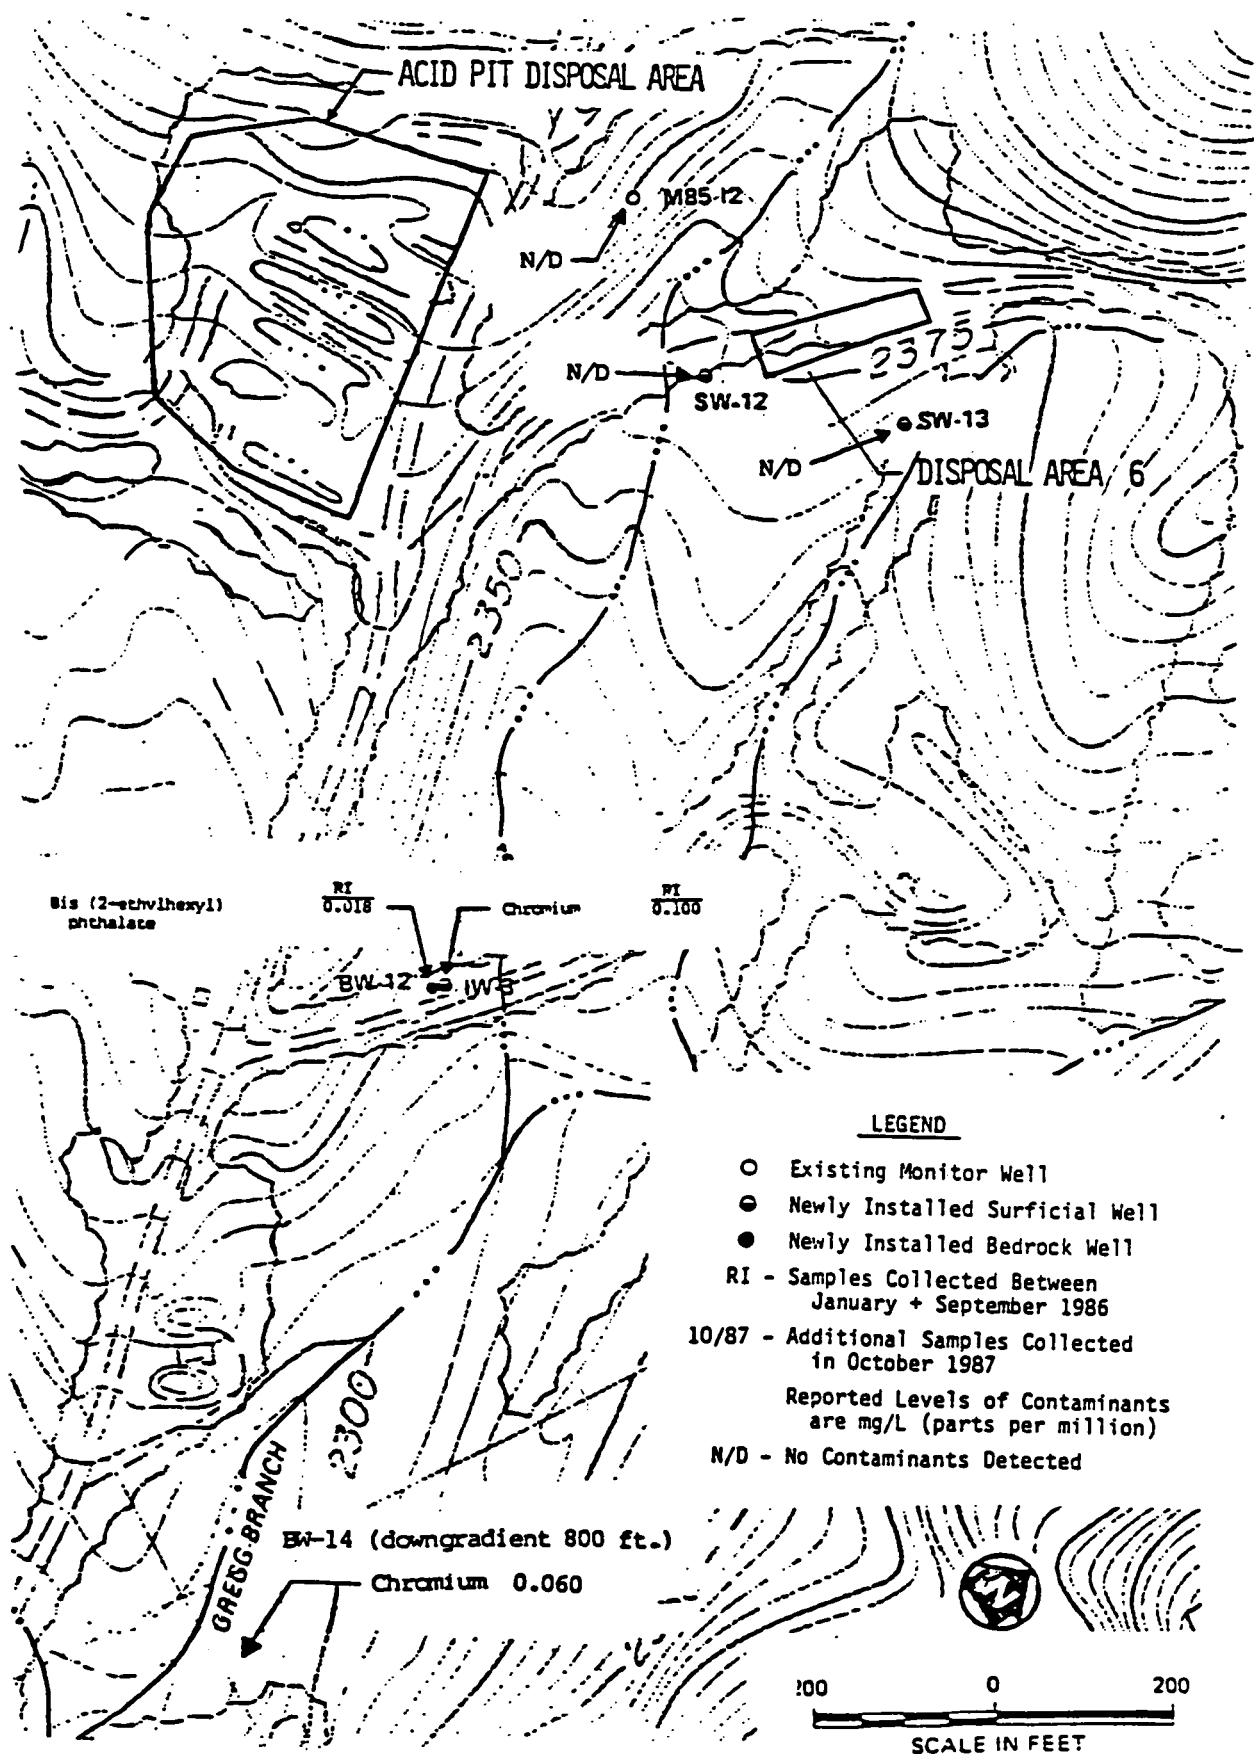 ACID PIT DISPOSAL AREA
M85-12
N/D
2375
N/D
SW-12
SW-13
N/D
DISPOSAL AREA 6
2350
Bis (2-ethylhexyl)
phthalate
RI
0.018
Chromium
RI
0.100
BW-12
IW-3
LEGEND
Existing Monitor Well
Newly Installed Surficial Well
Newly Installed Bedrock Well
RI - Samples Collected Between
January + September 1986
10/87 - Additional Samples Collected
in October 1987
Reported Levels of Contaminants
are mg/L (parts per million)
N/D - No Contaminants Detected
2300
BRANCH
BW-14 (downgradient 800 ft.)
Chromium 0.060
200 0 200
SCALE IN FEET